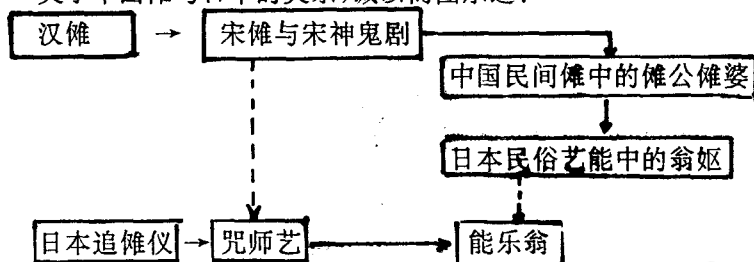 汉傩 → 宋傩与宋神鬼剧
中国民间傩中的傩公傩婆
日本民俗艺能中的翁妪
日本追傩仪 → 咒师艺 → 能乐翁